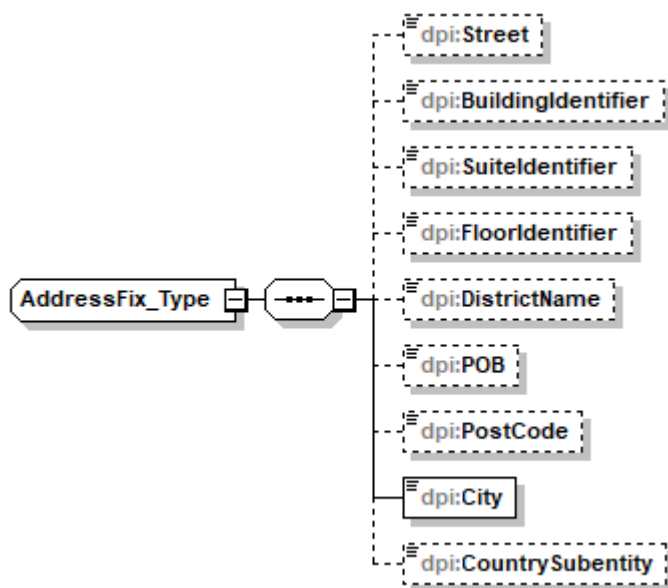 dpi:Street
dpi:BuildingIdentifier
dpi:SuiteIdentifier
dpi:FloorIdentifier
AddressFix_Type
dpi:DistrictName
dpi:POB
dpi:PostCode
dpi:City
dpi:CountrySubentity